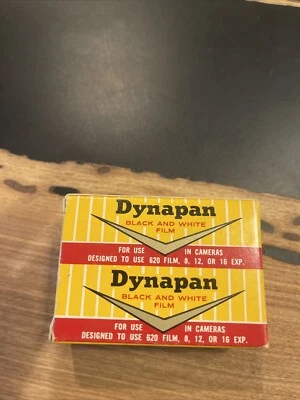 Dynapan
BLACK AND WHITE
FILM
FOR USE IN CAMERAS
DESIGNED TO USE 620 FILM, 8, 12, OR 16 EXP.
Dynapan
BLACK AND WHITE
FILM
FOR USE IN CAMERAS
DESIGNED TO USE 620 FILM, 8, 12, OR 16 EXP.